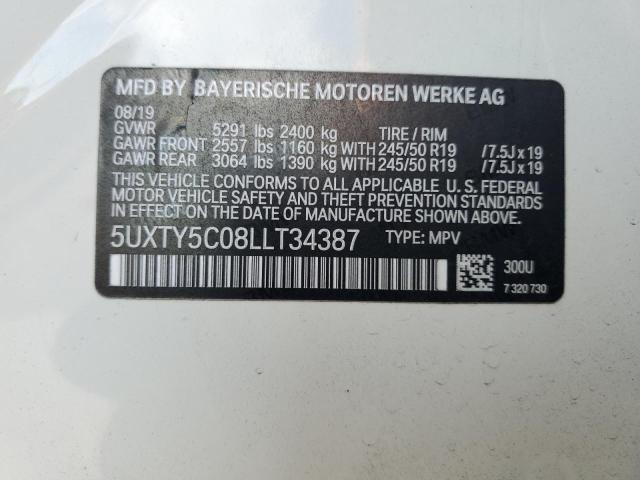 MFD BY BAYERISCHE MOTOREN WERKE AG
08/19
GVWR 5291 lbs 2400 kg TIRE / RIM
GAWR FRONT 2557 lbs 1160 kg WITH 245/50 R19 /7.5J x 19
GAWR REAR 3064 lbs 1390 kg WITH 245/50 R19 /7.5J x 19
THIS VEHICLE CONFORMS TO ALL APPLICABLE U. S. FEDERAL
MOTOR VEHICLE SAFETY AND THEFT PREVENTION STANDARDS
IN EFFECT ON THE DATE OF MANUFACTURE SHOWN ABOVE.
5UXTY5C08LLT34387 TYPE: MPV
300U
7 320 730